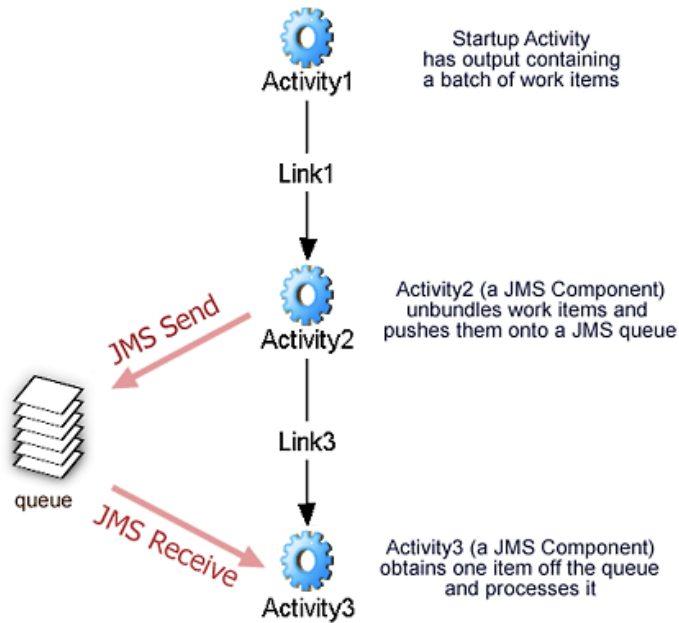 Activity1
Startup Activity
has output containing
a batch of work items
Link1
Activity2
Activity2 (a JMS Component)
unbundles work items and
pushes them onto a JMS queue
JMS Send
queue
Link3
JMS Receive
Activity3
Activity3 (a JMS Component)
obtains one item off the queue
and processes it